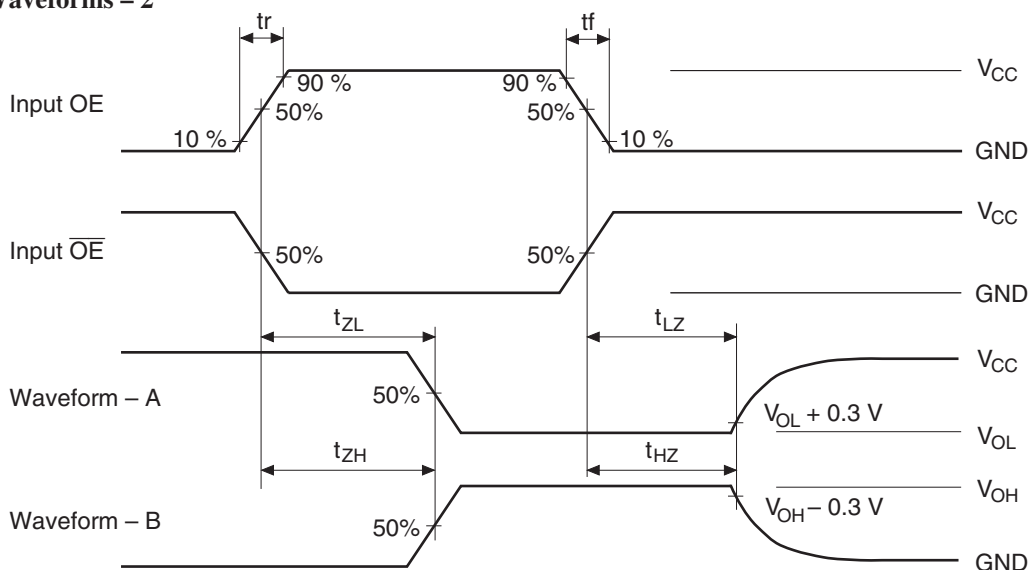 Waveforms – 2
tr
tf
Input OE
10 %
90 %
50%
90 %
50%
10 %
V_CC
GND
Input O̅E̅
50%
50%
V_CC
GND
t_ZL
t_LZ
Waveform – A
50%
V_CC
V_OL + 0.3 V
V_OL
t_ZH
t_HZ
Waveform – B
50%
V_OH
V_OH – 0.3 V
GND